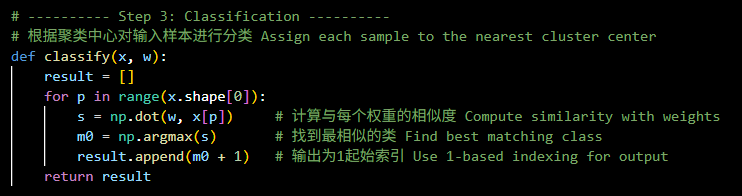 # ---------- Step 3: Classification ----------
# 根据聚类中心对输入样本进行分类 Assign each sample to the nearest cluster center
def classify(x, w):
    result = []
    for p in range(x.shape[0]):
        s = np.dot(w, x[p])     # 计算与每个权重的相似度 Compute similarity with weights
        m0 = np.argmax(s)       # 找到最相似的类 Find best matching class
        result.append(m0 + 1)   # 输出为1起始索引 Use 1-based indexing for output
    return result